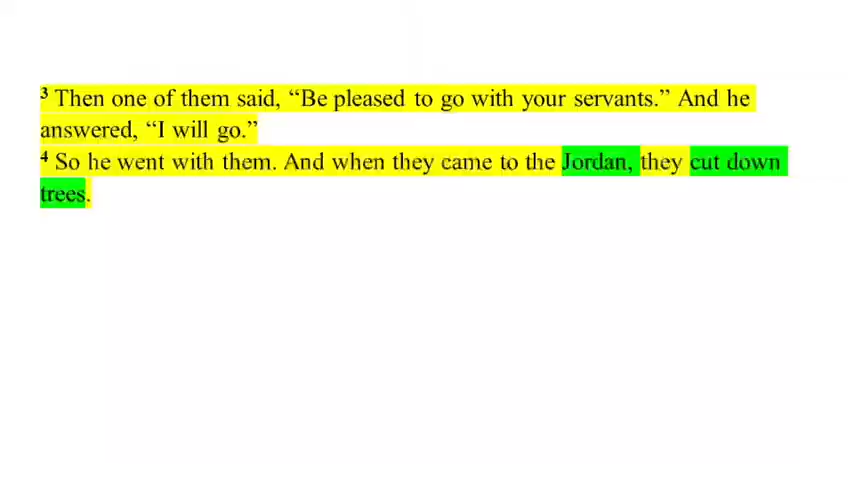 ³ Then one of them said, “Be pleased to go with your servants.” And he
answered, “I will go.”
⁴ So he went with them. And when they came to the Jordan, they cut down
trees.